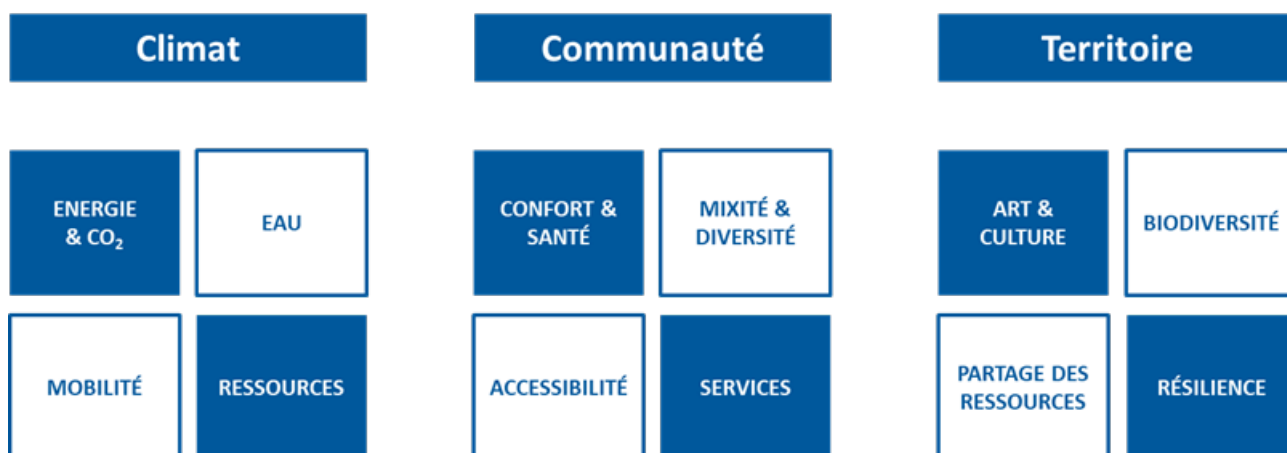 Climat
Communauté
Territoire
ENERGIE
& CO₂
EAU
CONFORT &
SANTÉ
MIXITÉ &
DIVERSITÉ
ART &
CULTURE
BIODIVERSITÉ
MOBILITÉ
RESSOURCES
ACCESSIBILITÉ
SERVICES
PARTAGE DES
RESSOURCES
RÉSILIENCE